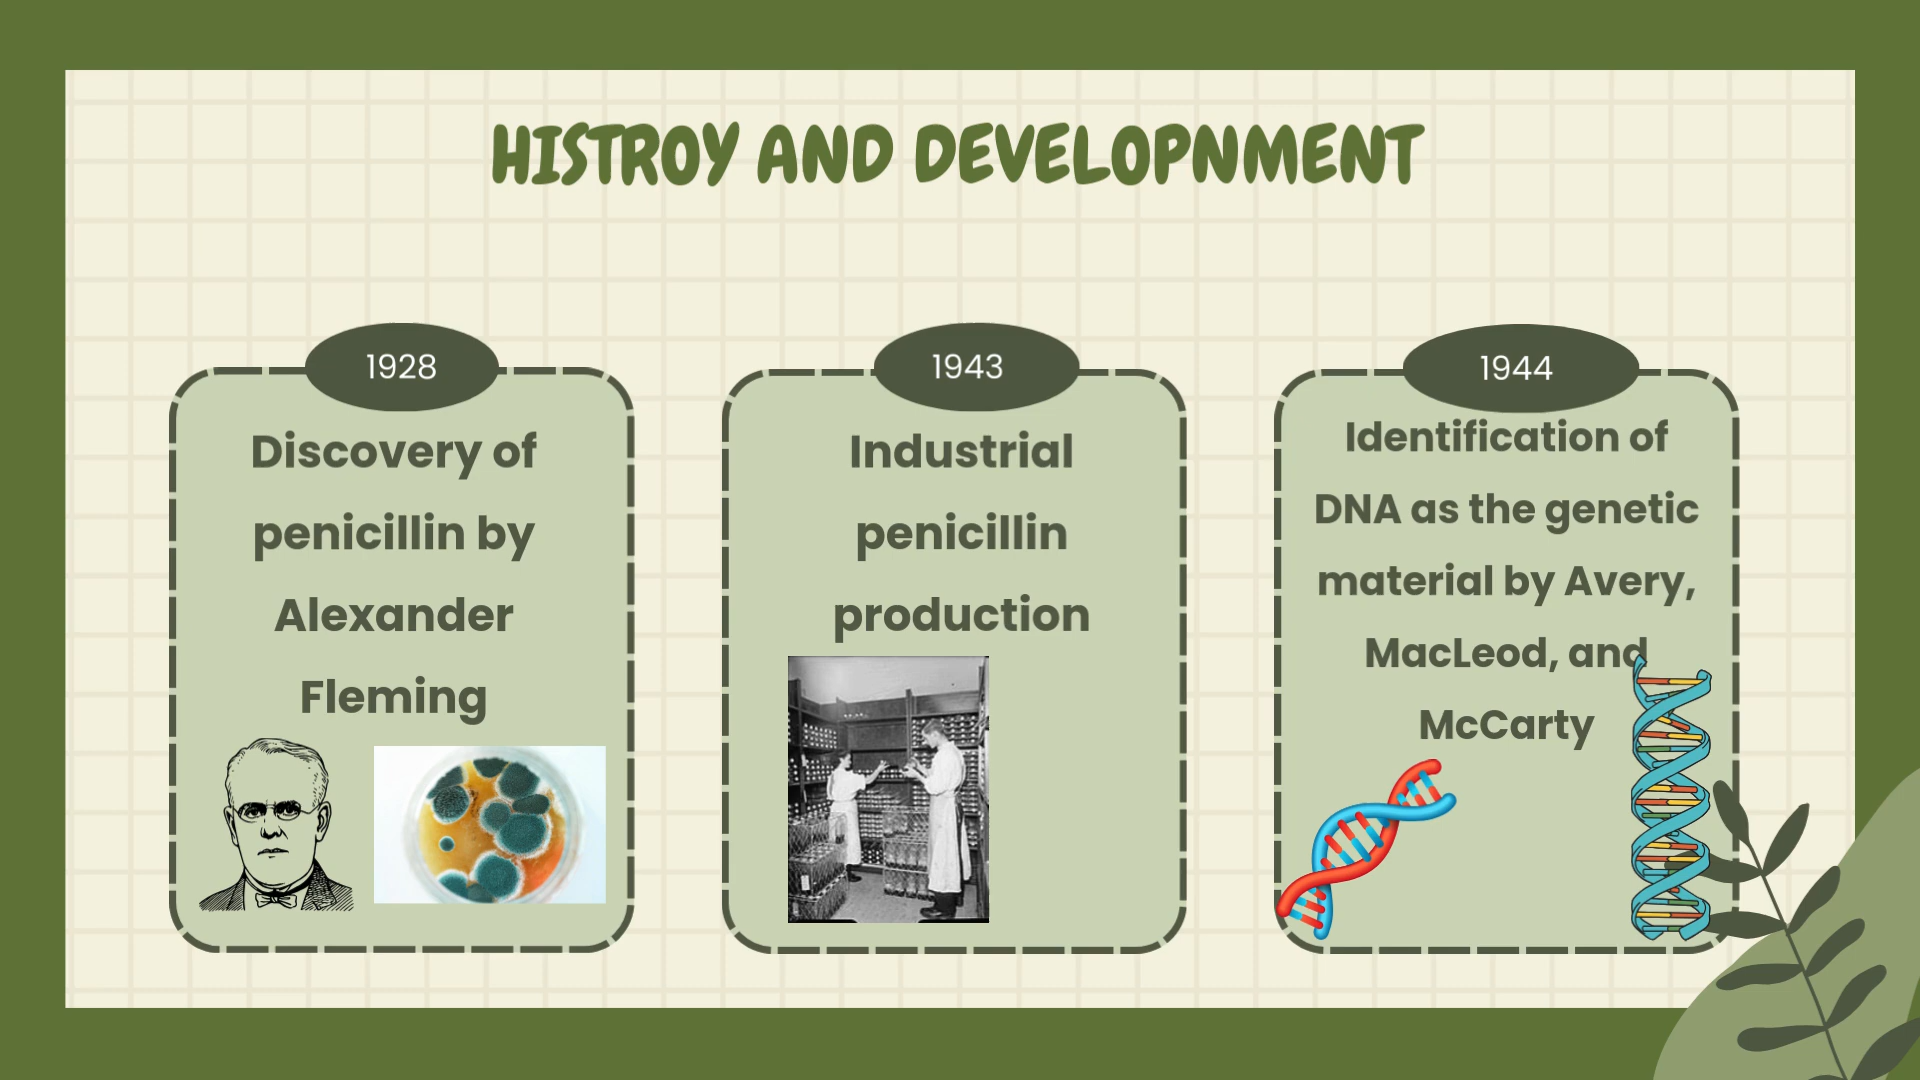 HISTROY AND DEVELOPNMENT
1928
Discovery of
penicillin by
Alexander
Fleming
1943
Industrial
penicillin
production
1944
Identification of
DNA as the genetic
material by Avery,
MacLeod, and
McCarty